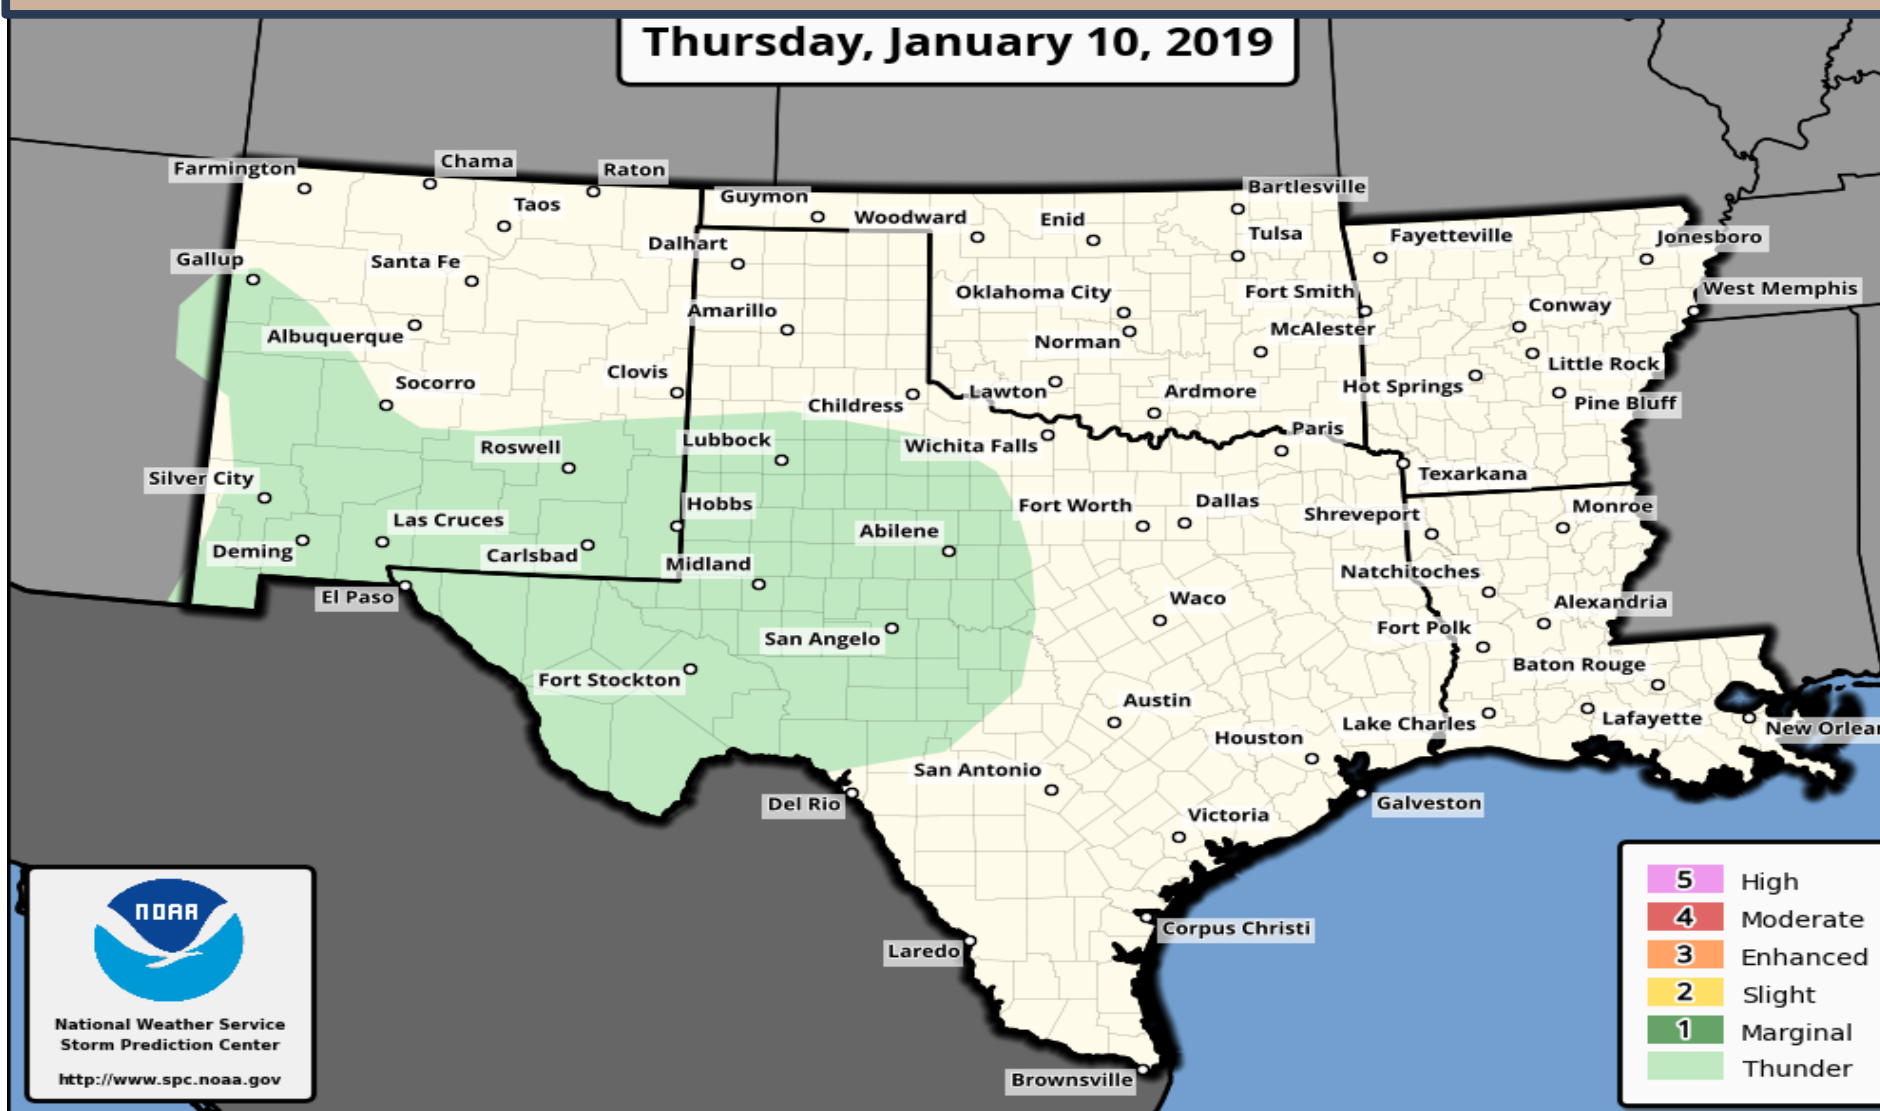 Thursday, January 10, 2019
Farmington
Chama
Raton
Taos
Guymon
Woodward
Enid
Bartlesville
Tulsa
Fayetteville
Jonesboro
Gallup
Santa Fe
Dalhart
Amarillo
Oklahoma City
Fort Smith
West Memphis
Conway
Albuquerque
Norman
McAlester
Little Rock
Socorro
Clovis
Childress
Lawton
Ardmore
Hot Springs
Pine Bluff
Roswell
Lubbock
Wichita Falls
Paris
Texarkana
Silver City
Hobbs
Fort Worth
Dallas
Shreveport
Monroe
Las Cruces
Deming
Carlsbad
Midland
Abilene
Natchitoches
El Paso
Waco
Alexandria
San Angelo
Fort Polk
Fort Stockton
Baton Rouge
Austin
Lake Charles
Lafayette
New Orlea
Houston
San Antonio
Del Rio
Galveston
Victoria
Corpus Christi
Laredo
Brownsville
NOAA
National Weather Service
Storm Prediction Center
http://www.spc.noaa.gov
5 High
4 Moderate
3 Enhanced
2 Slight
1 Marginal
Thunder